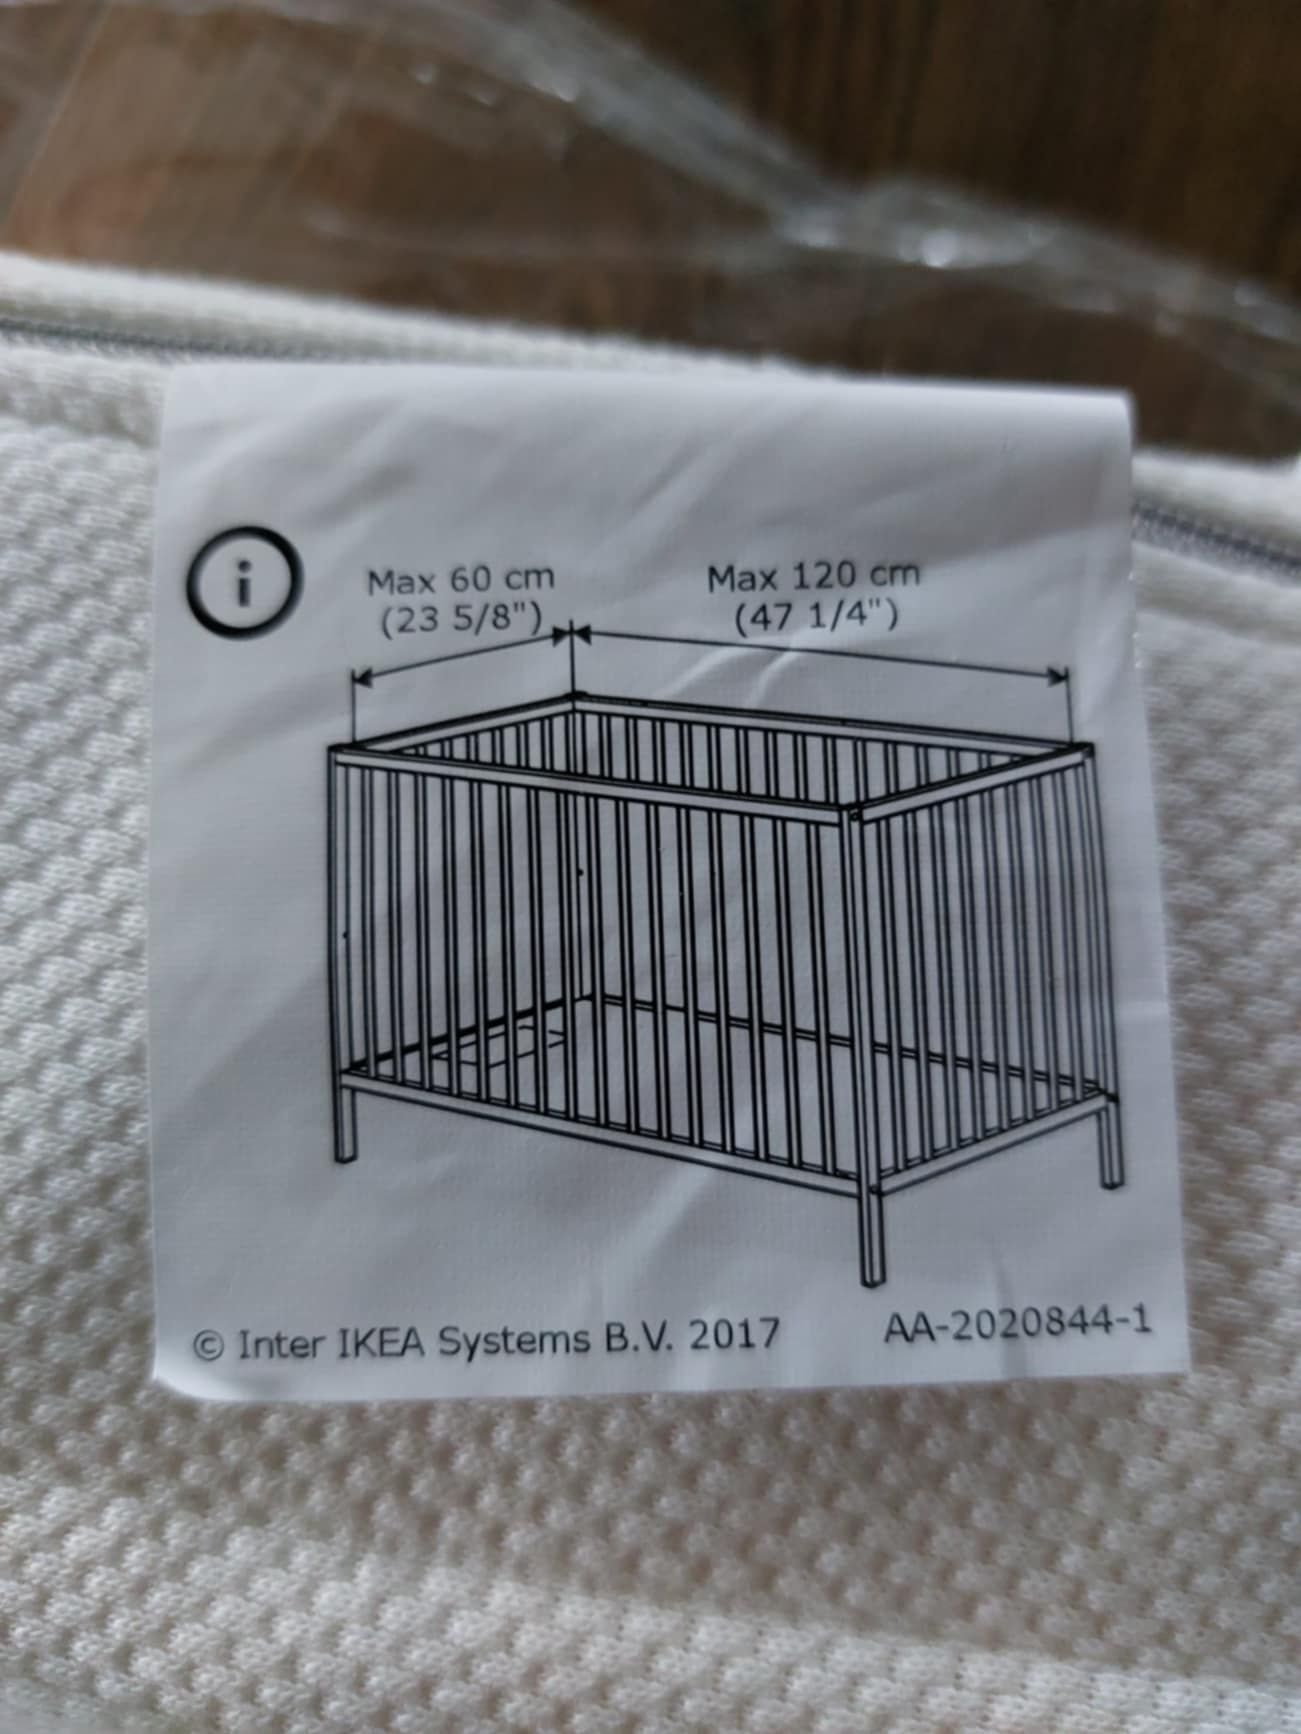 i
Max 60 cm
(23 5/8")
Max 120 cm
(47 1/4")
© Inter IKEA Systems B.V. 2017
AA-2020844-1